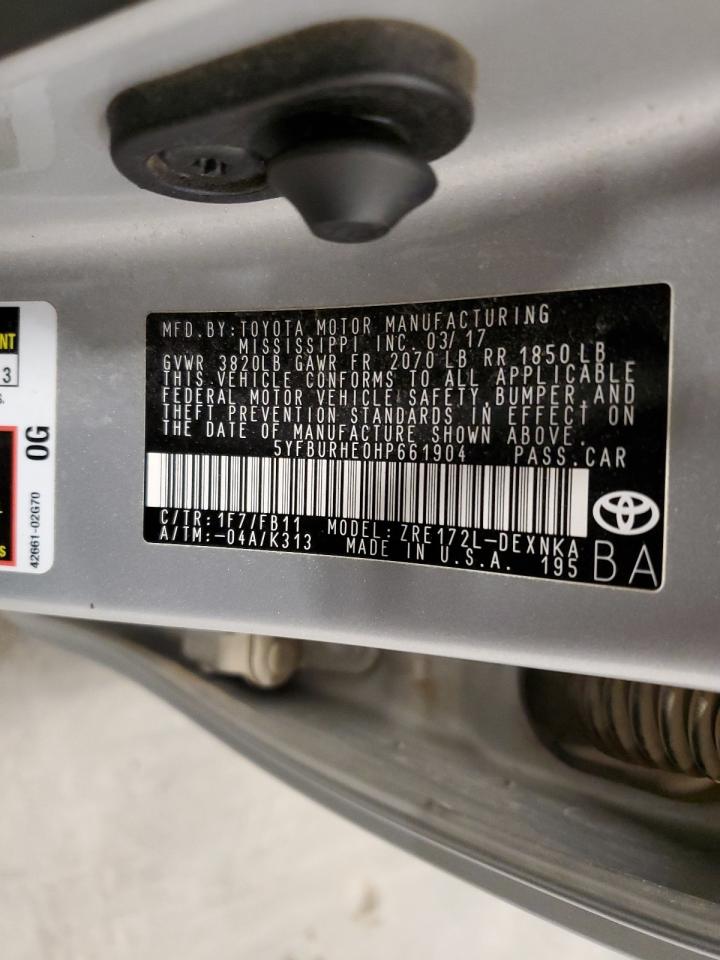 MFD. BY: TOYOTA MOTOR MANUFACTURING
MISSISSIPPI INC. 03/17
GVWR 3820LB GAWR FR 2070 LB RR 1850 LB
THIS VEHICLE CONFORMS TO ALL APPLICABLE
FEDERAL MOTOR VEHICLE SAFETY, BUMPER, AND
THEFT PREVENTION STANDARDS IN EFFECT ON
THE DATE OF MANUFACTURE SHOWN ABOVE.
5YFBURHE0HP661904 PASS. CAR
C/TR: 1F7/FB11 MODEL: ZRE172L-DEXNKA
A/TM: -04A/K313 MADE IN U.S.A. 195 BA
NT
3
S.
S
0G
42661-02G70